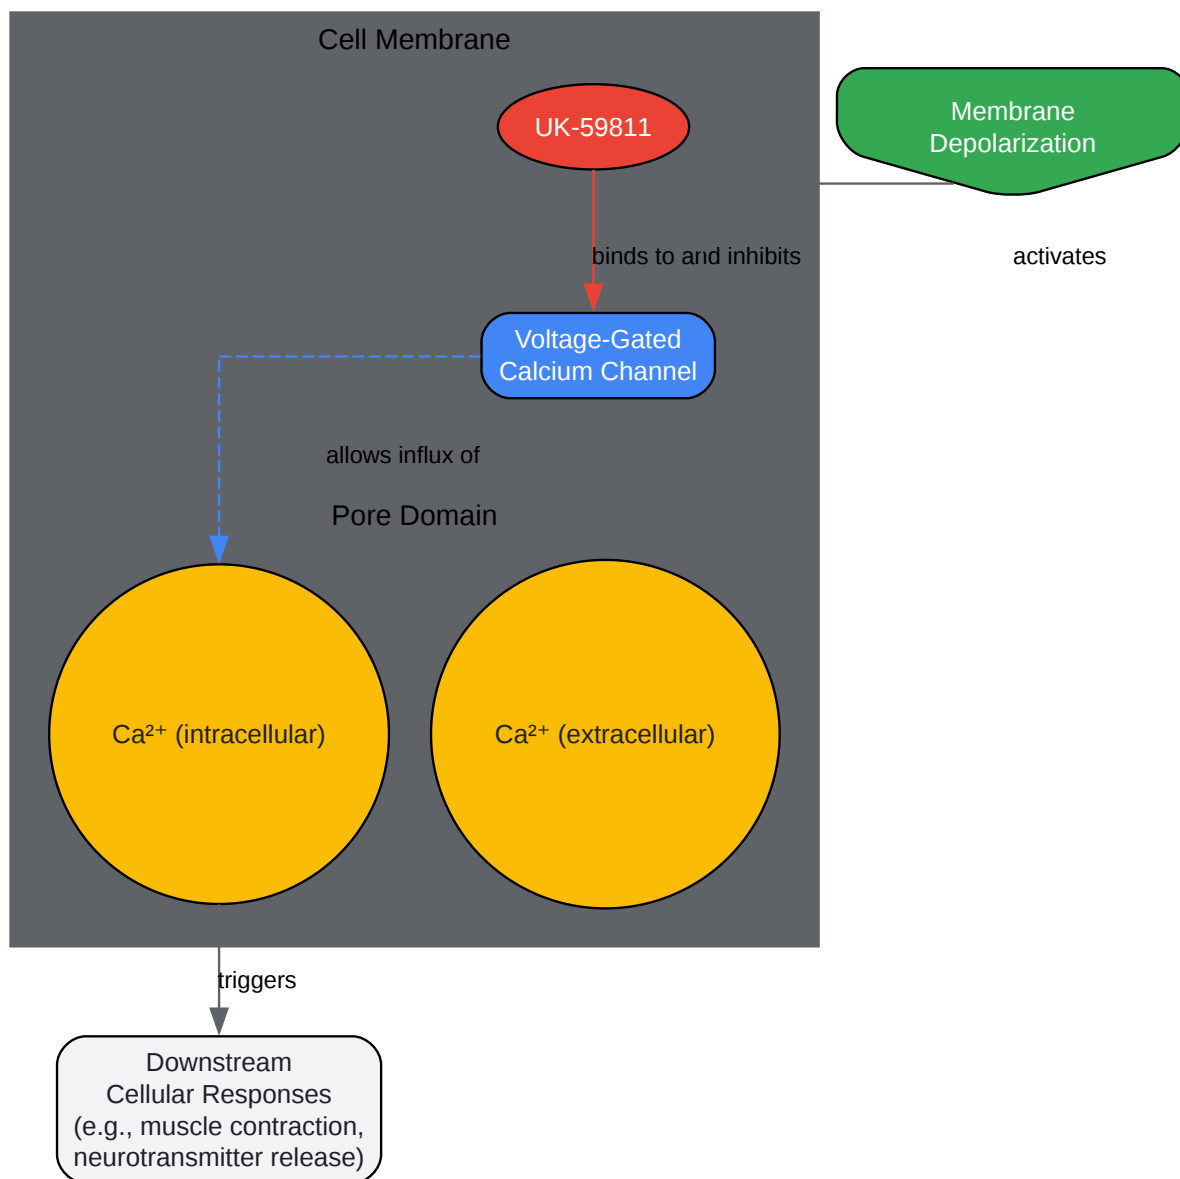 Cell Membrane
UK-59811
Membrane
Depolarization
binds to and inhibits
activates
Voltage-Gated
Calcium Channel
allows influx of
Pore Domain
Ca²⁺ (intracellular)
Ca²⁺ (extracellular)
triggers
Downstream
Cellular Responses
(e.g., muscle contraction,
neurotransmitter release)